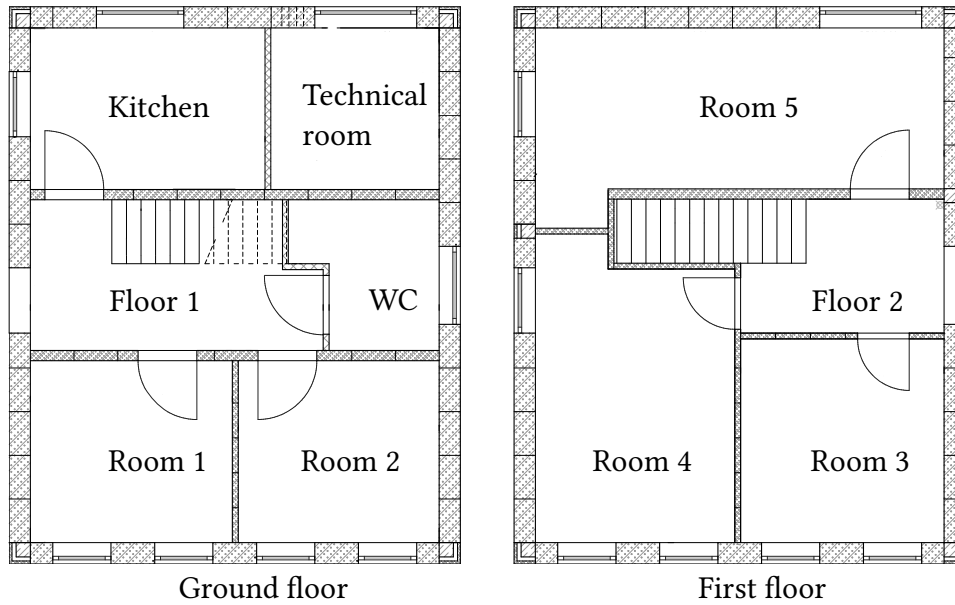 Kitchen
Technical
room
Floor 1
WC
Room 1
Room 2
Ground floor
Room 5
Floor 2
Room 4
Room 3
First floor